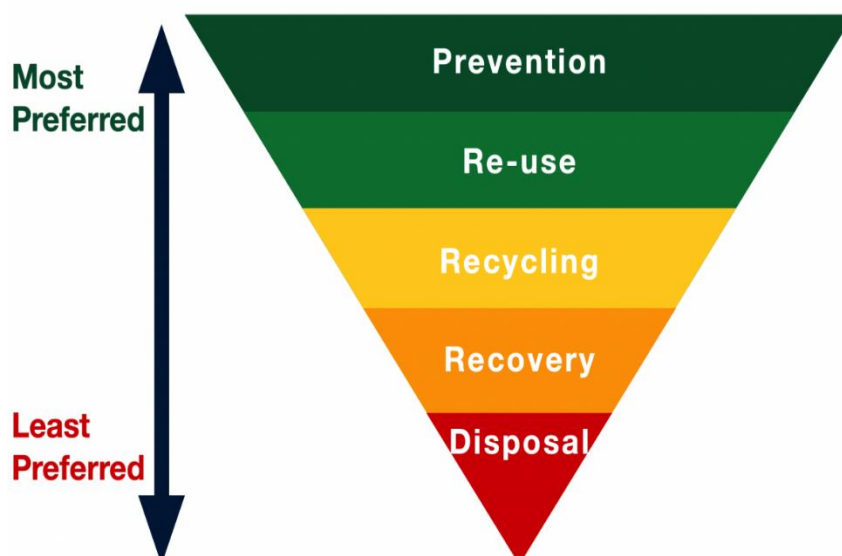 Prevention
Most
Preferred
Re-use
Recycling
Recovery
Least
Preferred
Disposal